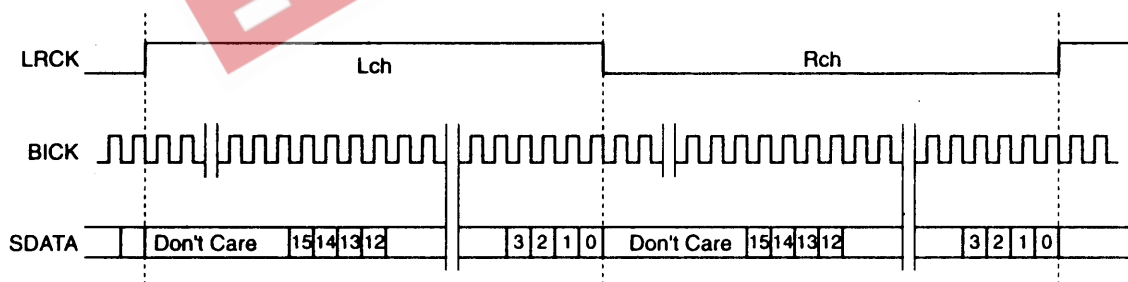 LRCK Lch Rch
BICK
SDATA Don't Care 15 14 13 12 3 2 1 0 Don't Care 15 14 13 12 3 2 1 0